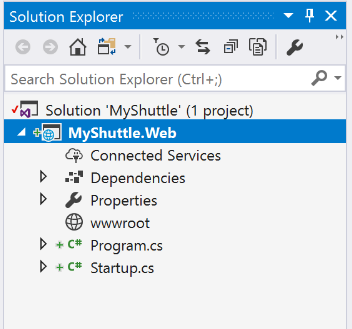 Solution Explorer
Search Solution Explorer (Ctrl+;)
Solution 'MyShuttle' (1 project)
MyShuttle.Web
Connected Services
Dependencies
Properties
wwwroot
C# Program.cs
C# Startup.cs